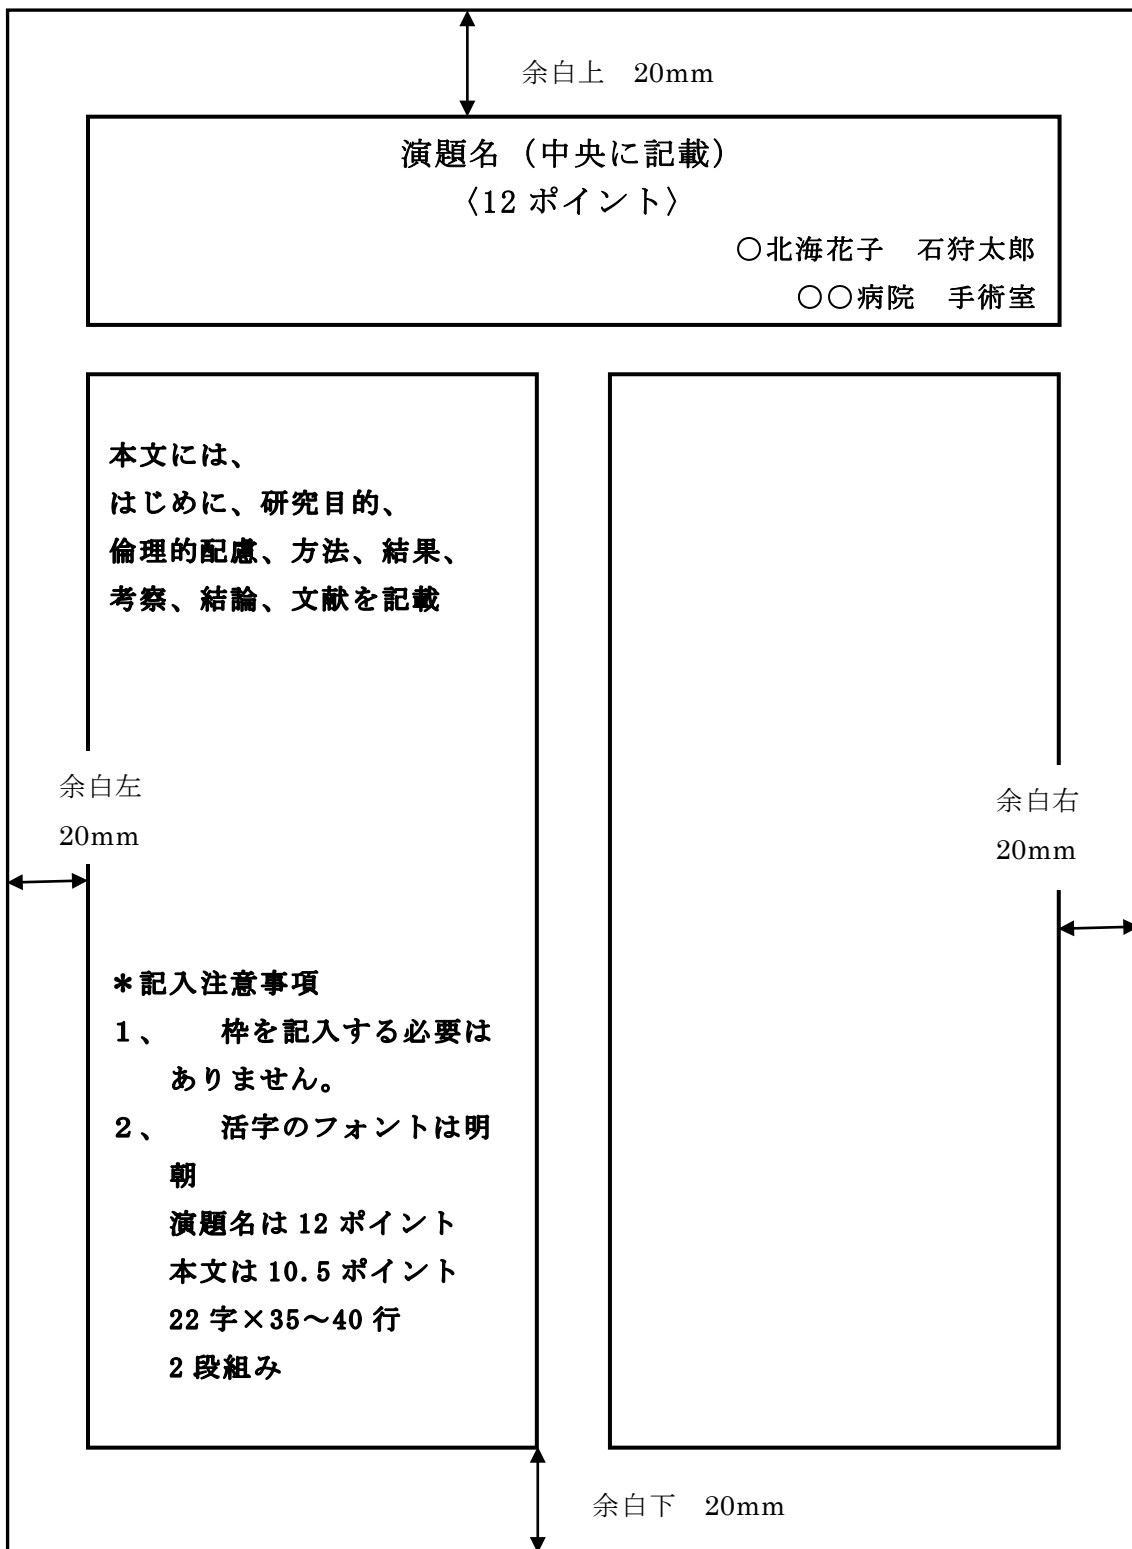 余白上　20mm
演題名（中央に記載）
〈12 ポイント〉
○北海花子　石狩太郎
○○病院　手術室
本文には、
はじめに、研究目的、
倫理的配慮、方法、結果、
考察、結論、文献を記載
余白左
20mm
余白右
20mm
＊記入注意事項
１、　　枠を記入する必要は
ありません。
２、　　活字のフォントは明
朝
演題名は 12 ポイント
本文は 10.5 ポイント
22 字×35～40 行
2 段組み
余白下　20mm